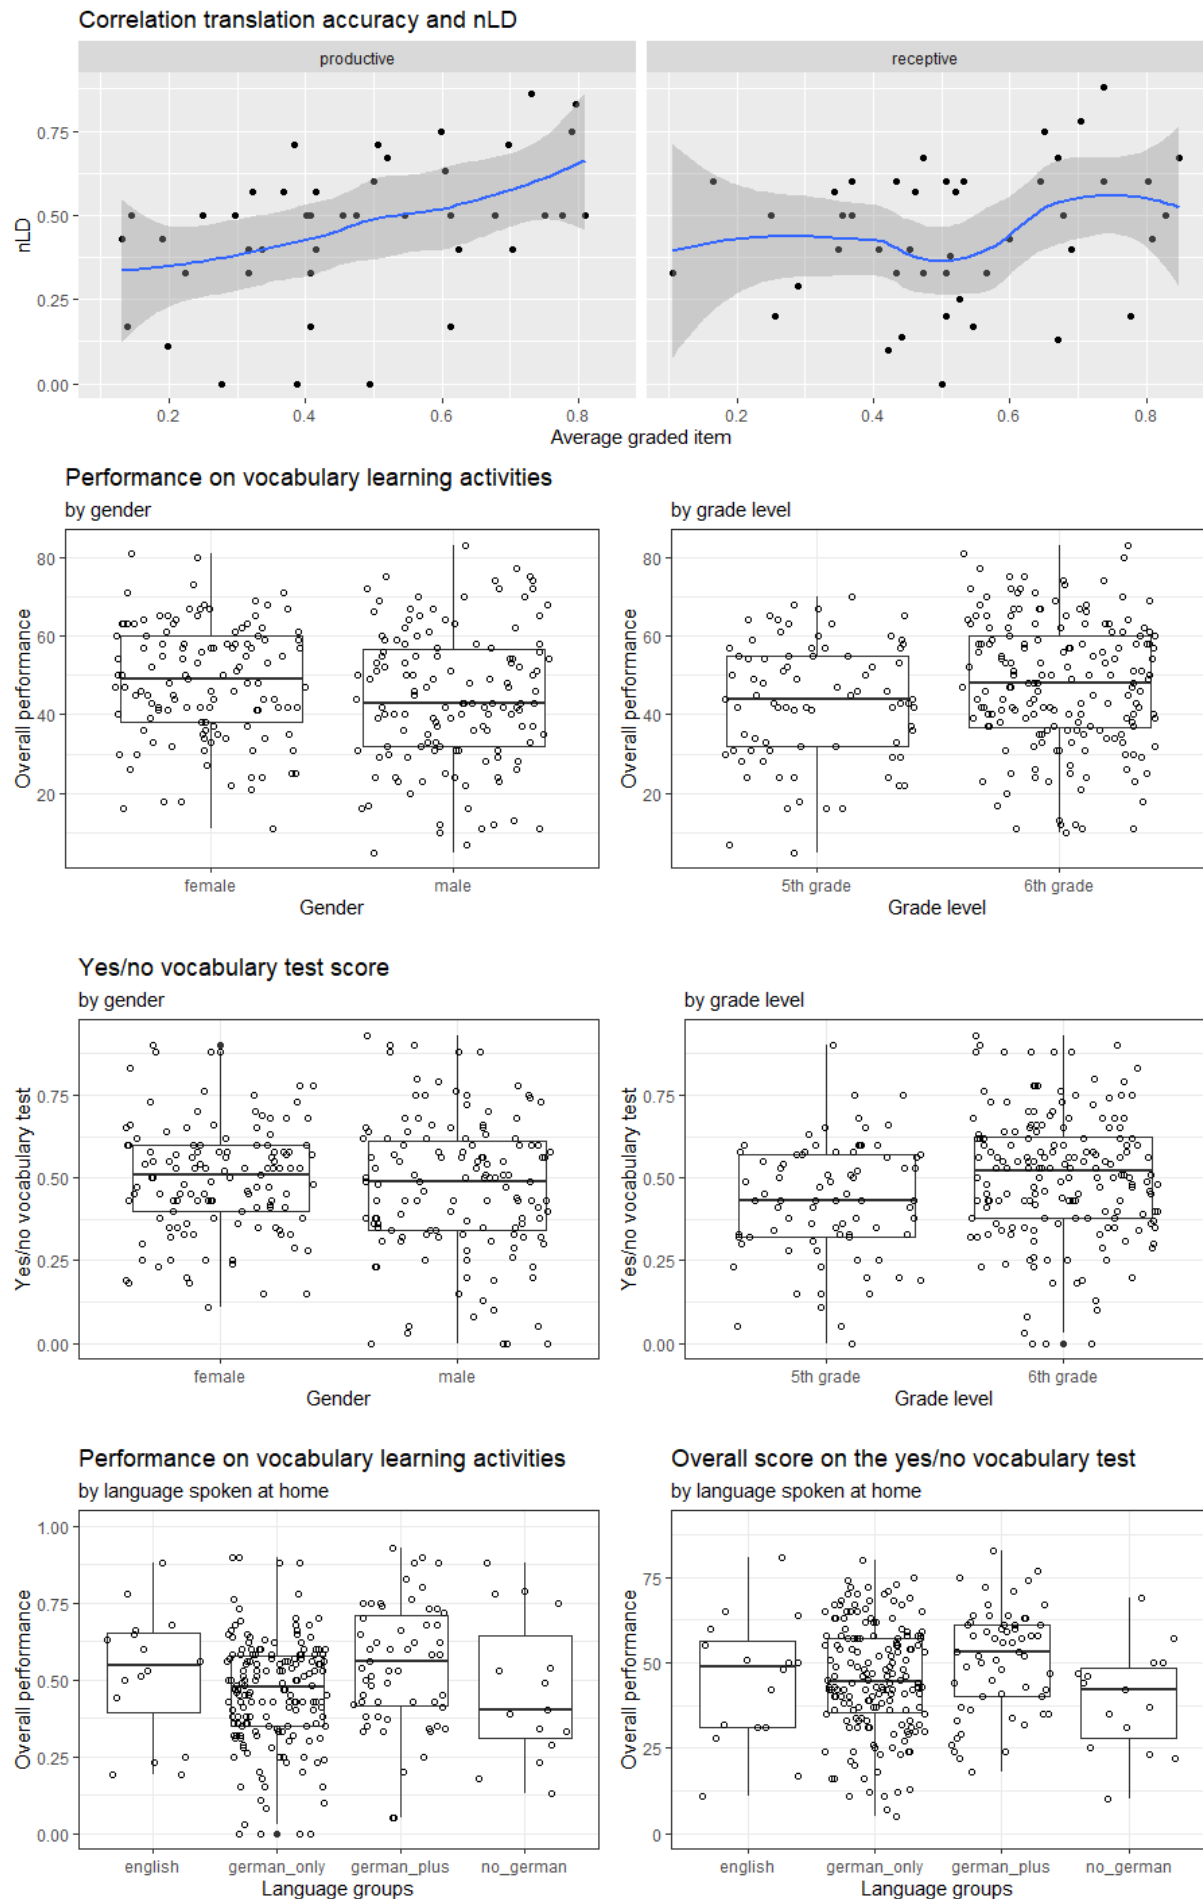 Correlation translation accuracy and nLD
productive
receptive
nLD
0.75
0.50
0.25
0.00
0.2 0.4 0.6 0.8
0.2 0.4 0.6 0.8
Average graded item
Performance on vocabulary learning activities
by gender
by grade level
Overall performance
80
60
40
20
female male
Gender
Overall performance
80
60
40
20
5th grade 6th grade
Grade level
Yes/no vocabulary test score
by gender
by grade level
Yes/no vocabulary test
0.75
0.50
0.25
0.00
female male
Gender
Yes/no vocabulary test
0.75
0.50
0.25
0.00
5th grade 6th grade
Grade level
Performance on vocabulary learning activities
by language spoken at home
Overall performance
1.00
0.75
0.50
0.25
0.00
english german_only german_plus no_german
Language groups
Overall score on the yes/no vocabulary test
by language spoken at home
Overall performance
75
50
25
0
english german_only german_plus no_german
Language groups